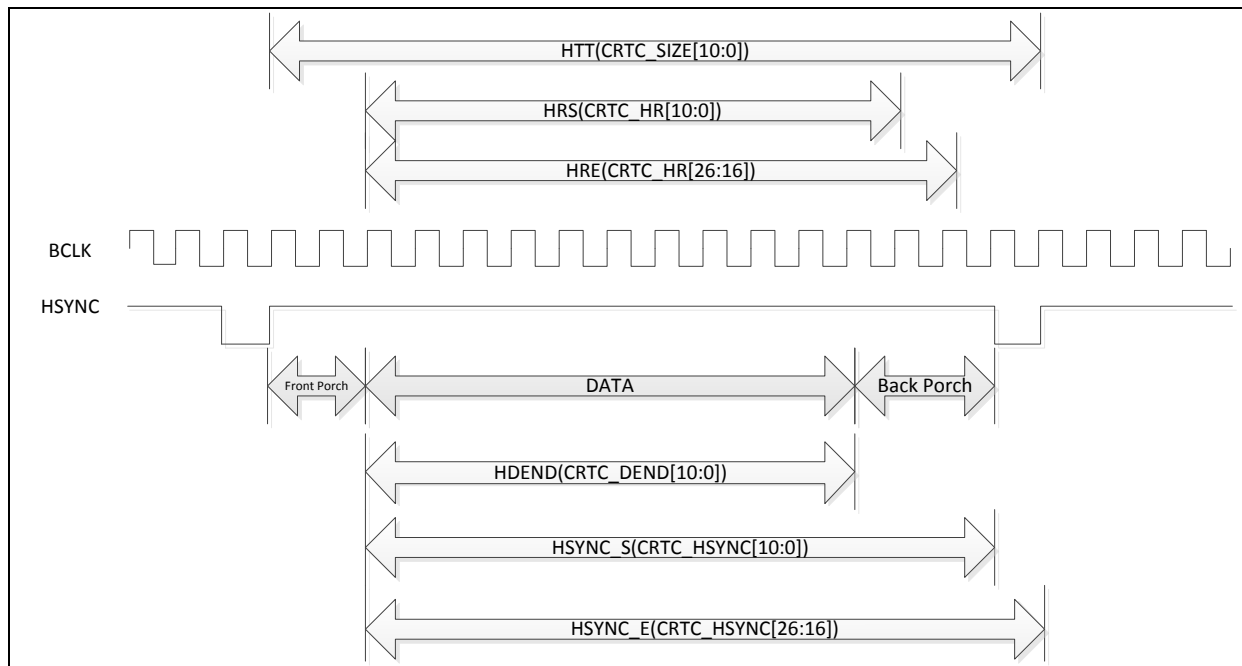 HTT(CRTC_SIZE[10:0])
HRS(CRTC_HR[10:0])
HRE(CRTC_HR[26:16])
BCLK
HSYNC
Front Porch
DATA
Back Porch
HDEND(CRTC_DEND[10:0])
HSYNC_S(CRTC_HSYNC[10:0])
HSYNC_E(CRTC_HSYNC[26:16])